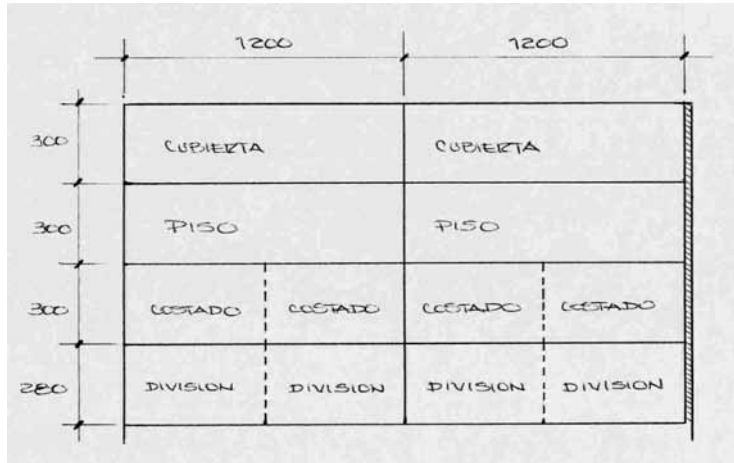 1200 1200
300 CUBIERTA CUBIERTA
300 PISO PISO
300 COSTADO COSTADO COSTADO COSTADO
280 DIVISION DIVISION DIVISION DIVISION